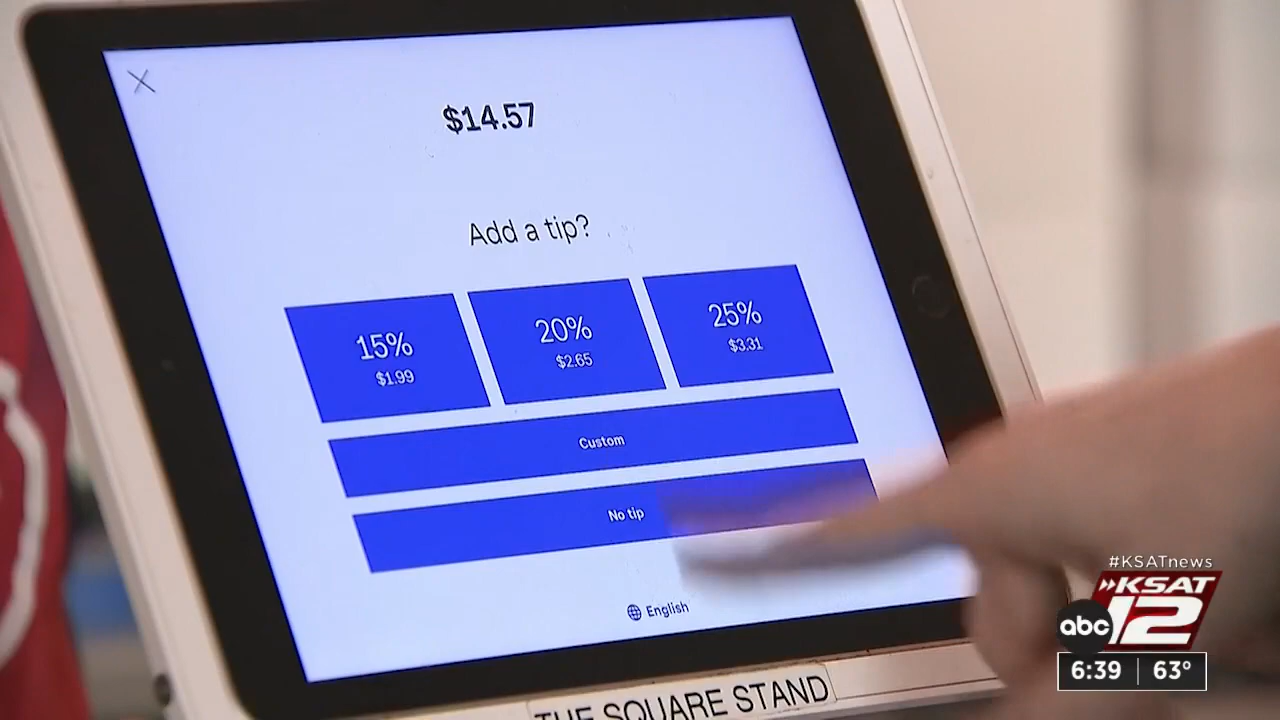 $14.57
Add a tip?
15%
$1.99
20%
$2.65
25%
$3.31
Custom
No tip
English
THE SQUARE STAND
#KSATnews
KSAT
abc 12
6:39 63°